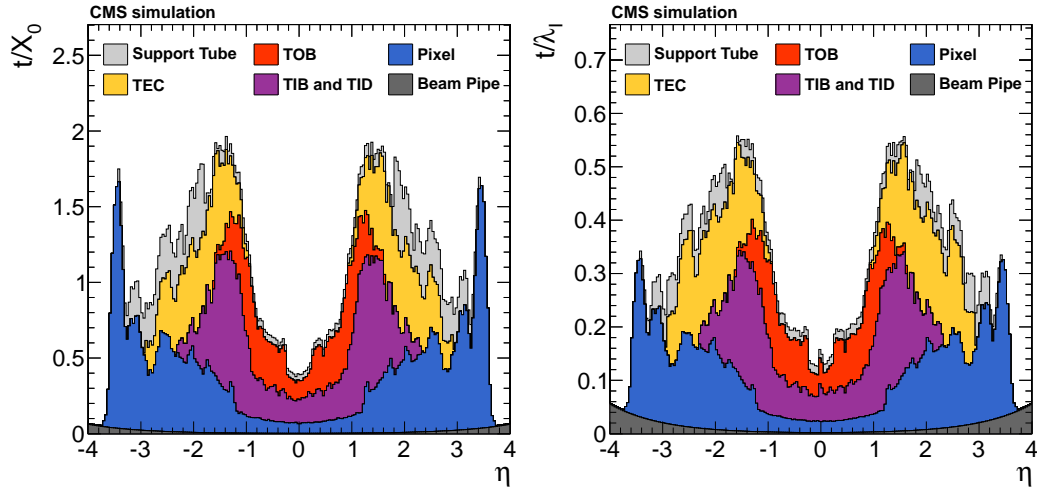 CMS simulation
t/X0
Support Tube TOB Pixel
TEC TIB and TID Beam Pipe
2.5
2
1.5
1
0.5
0
-4 -3 -2 -1 0 1 2 3 4
η
CMS simulation
t/λI
Support Tube TOB Pixel
TEC TIB and TID Beam Pipe
0.7
0.6
0.5
0.4
0.3
0.2
0.1
0
-4 -3 -2 -1 0 1 2 3 4
η